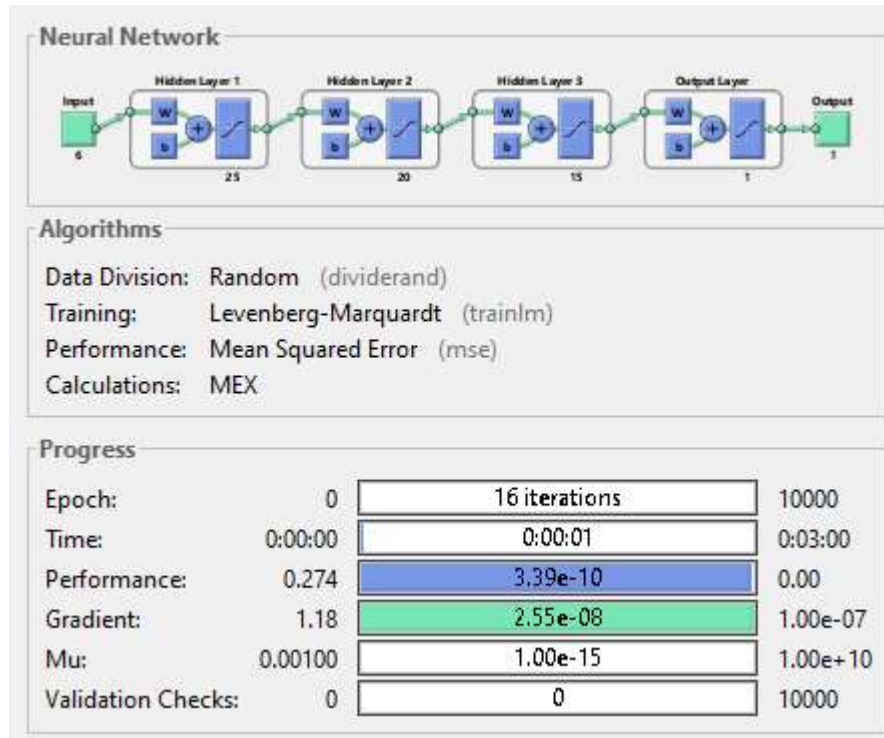 Neural Network
Hidden Layer 1 Hidden Layer 2 Hidden Layer 3 Output Layer
Input Output
W W W W
b b b b
6 25 20 15 1 1
Algorithms
Data Division: Random (dividerand)
Training: Levenberg-Marquardt (trainlm)
Performance: Mean Squared Error (mse)
Calculations: MEX
Progress
Epoch: 0 16 iterations 10000
Time: 0:00:00 0:00:01 0:03:00
Performance: 0.274 3.39e-10 0.00
Gradient: 1.18 2.55e-08 1.00e-07
Mu: 0.00100 1.00e-15 1.00e+10
Validation Checks: 0 0 10000